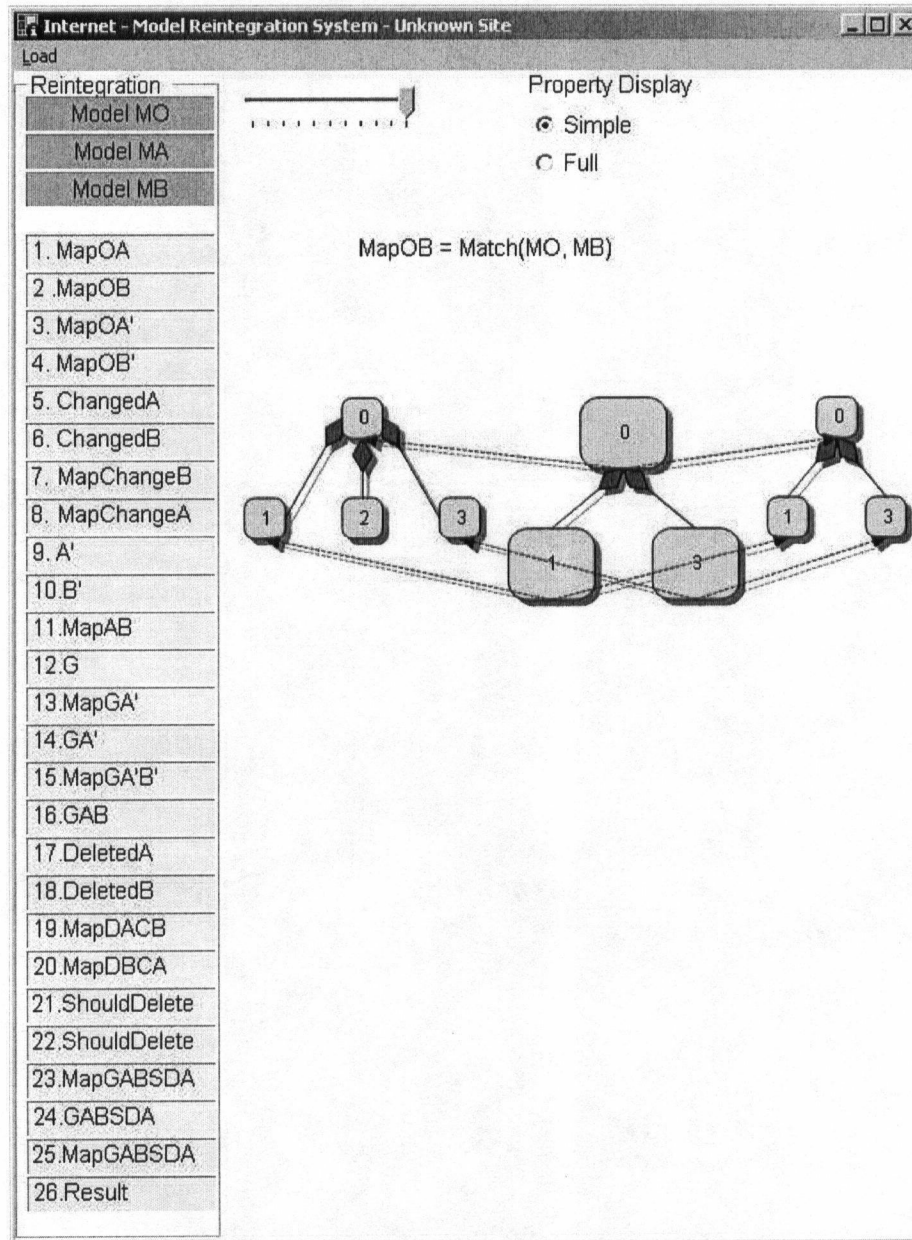 Internet - Model Reintegration System - Unknown Site
Load
Reintegration
Model MO
Model MA
Model MB
Property Display
Simple
Full
MapOB = Match(MO, MB)
1. MapOA
2 .MapOB
3. MapOA'
4. MapOB'
5. ChangedA
6. ChangedB
7. MapChangeB
8. MapChangeA
9. A'
10.B'
11.MapAB
12.G
13.MapGA'
14.GA'
15.MapGA'B'
16.GAB
17.DeletedA
18.DeletedB
19.MapDACB
20.MapDBCA
21.ShouldDelete
22.ShouldDelete
23.MapGABSDA
24.GABSDA
25.MapGABSDA
26.Result
0 0 0
1 2 3 1 3
1 3